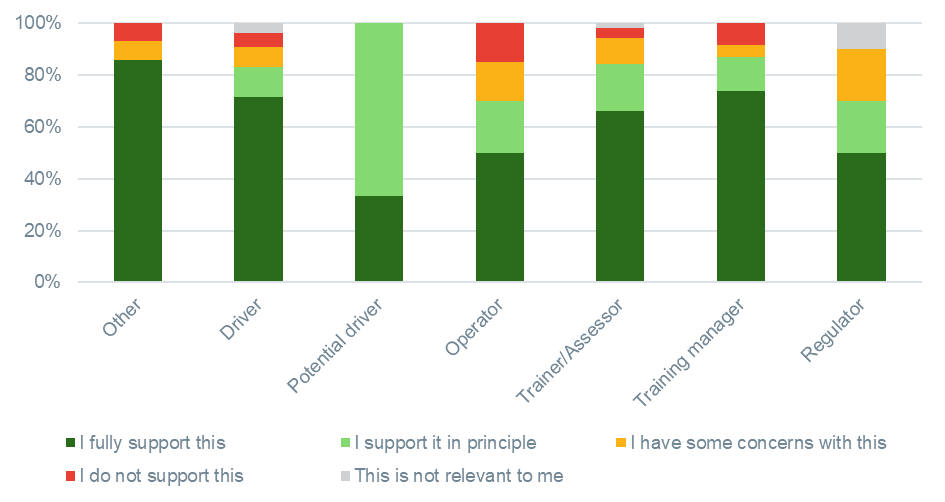 100%
80%
60%
40%
20%
0%
Other
Driver
Potential driver
Operator
Trainer/Assessor
Training manager
Regulator
I fully support this
I support it in principle
I have some concerns with this
I do not support this
This is not relevant to me